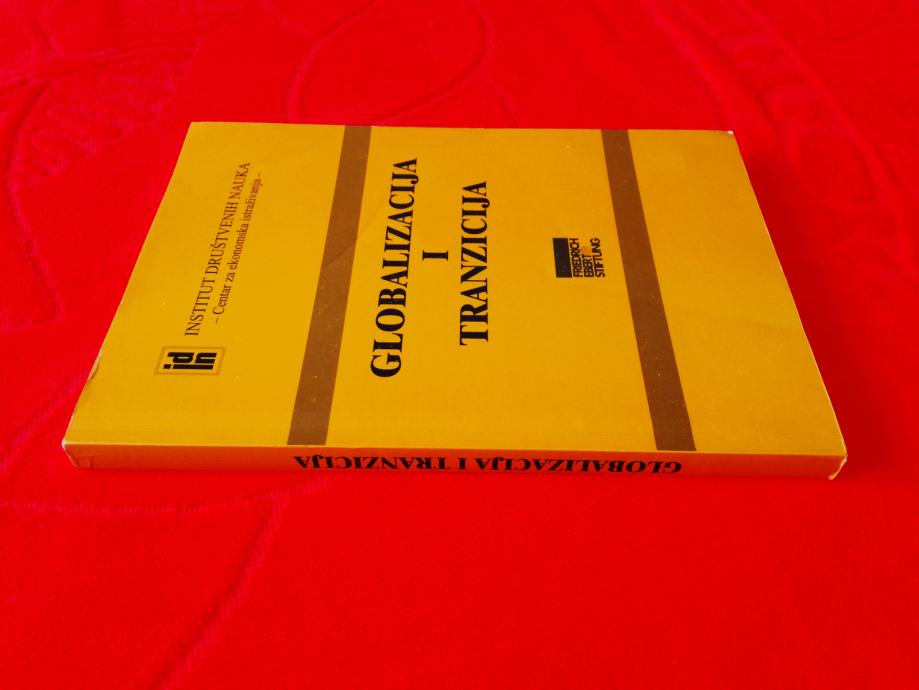 INSTITUT DRUŠTVENIH NAUKA
– Centar za ekonomska istraživanja –
idn
GLOBALIZACIJA
I
TRANZICIJA
FRIEDRICH
EBERT
STIFTUNG
GLOBALIZACIJA I TRANZICIJA